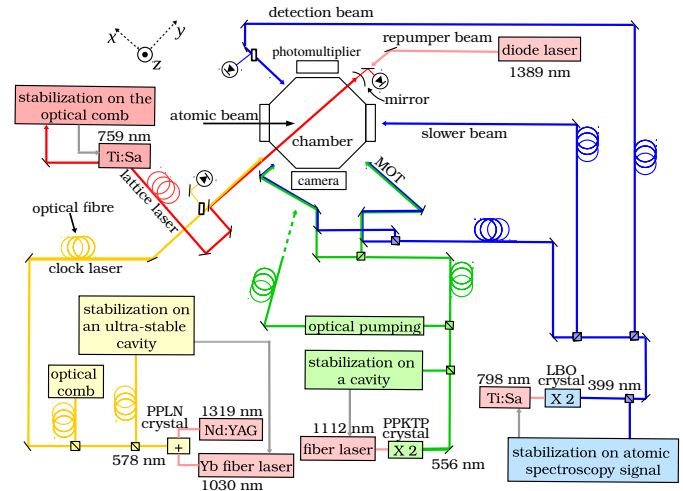 detection beam
x
y
z
photomultiplier
repumper beam
diode laser
1389 nm
mirror
stabilization on the
optical comb
atomic beam
chamber
slower beam
759 nm
Ti:Sa
lattice laser
camera
MOT
optical fibre
clock laser
stabilization on
an ultra-stable
cavity
optical pumping
stabilization on
a cavity
optical
comb
PPLN
crystal
1319 nm
Nd:YAG
+
578 nm
Yb fiber laser
1030 nm
1112 nm
fiber laser
PPKTP
crystal
X 2
556 nm
798 nm
Ti:Sa
LBO
crystal
X 2
399 nm
stabilization on atomic
spectroscopy signal